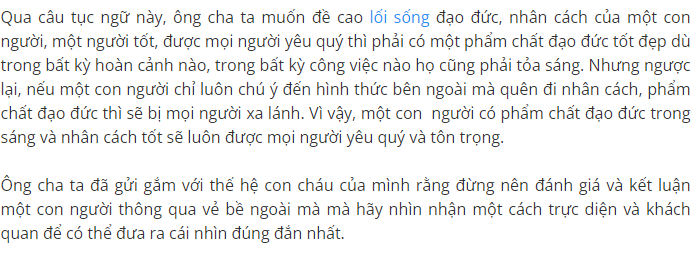 Qua câu tục ngữ này, ông cha ta muốn đề cao lối sống đạo đức, nhân cách của một con
người, một người tốt, được mọi người yêu quý thì phải có một phẩm chất đạo đức tốt đẹp dù
trong bất kỳ hoàn cảnh nào, trong bất kỳ công việc nào họ cũng phải tỏa sáng. Nhưng ngược
lại, nếu một con người chỉ luôn chú ý đến hình thức bên ngoài mà quên đi nhân cách, phẩm
chất đạo đức thì sẽ bị mọi người xa lánh. Vì vậy, một con người có phẩm chất đạo đức trong
sáng và nhân cách tốt sẽ luôn được mọi người yêu quý và tôn trọng.
Ông cha ta đã gửi gắm với thế hệ con cháu của mình rằng đừng nên đánh giá và kết luận
một con người thông qua vẻ bề ngoài mà mà hãy nhìn nhận một cách trực diện và khách
quan để có thể đưa ra cái nhìn đúng đắn nhất.